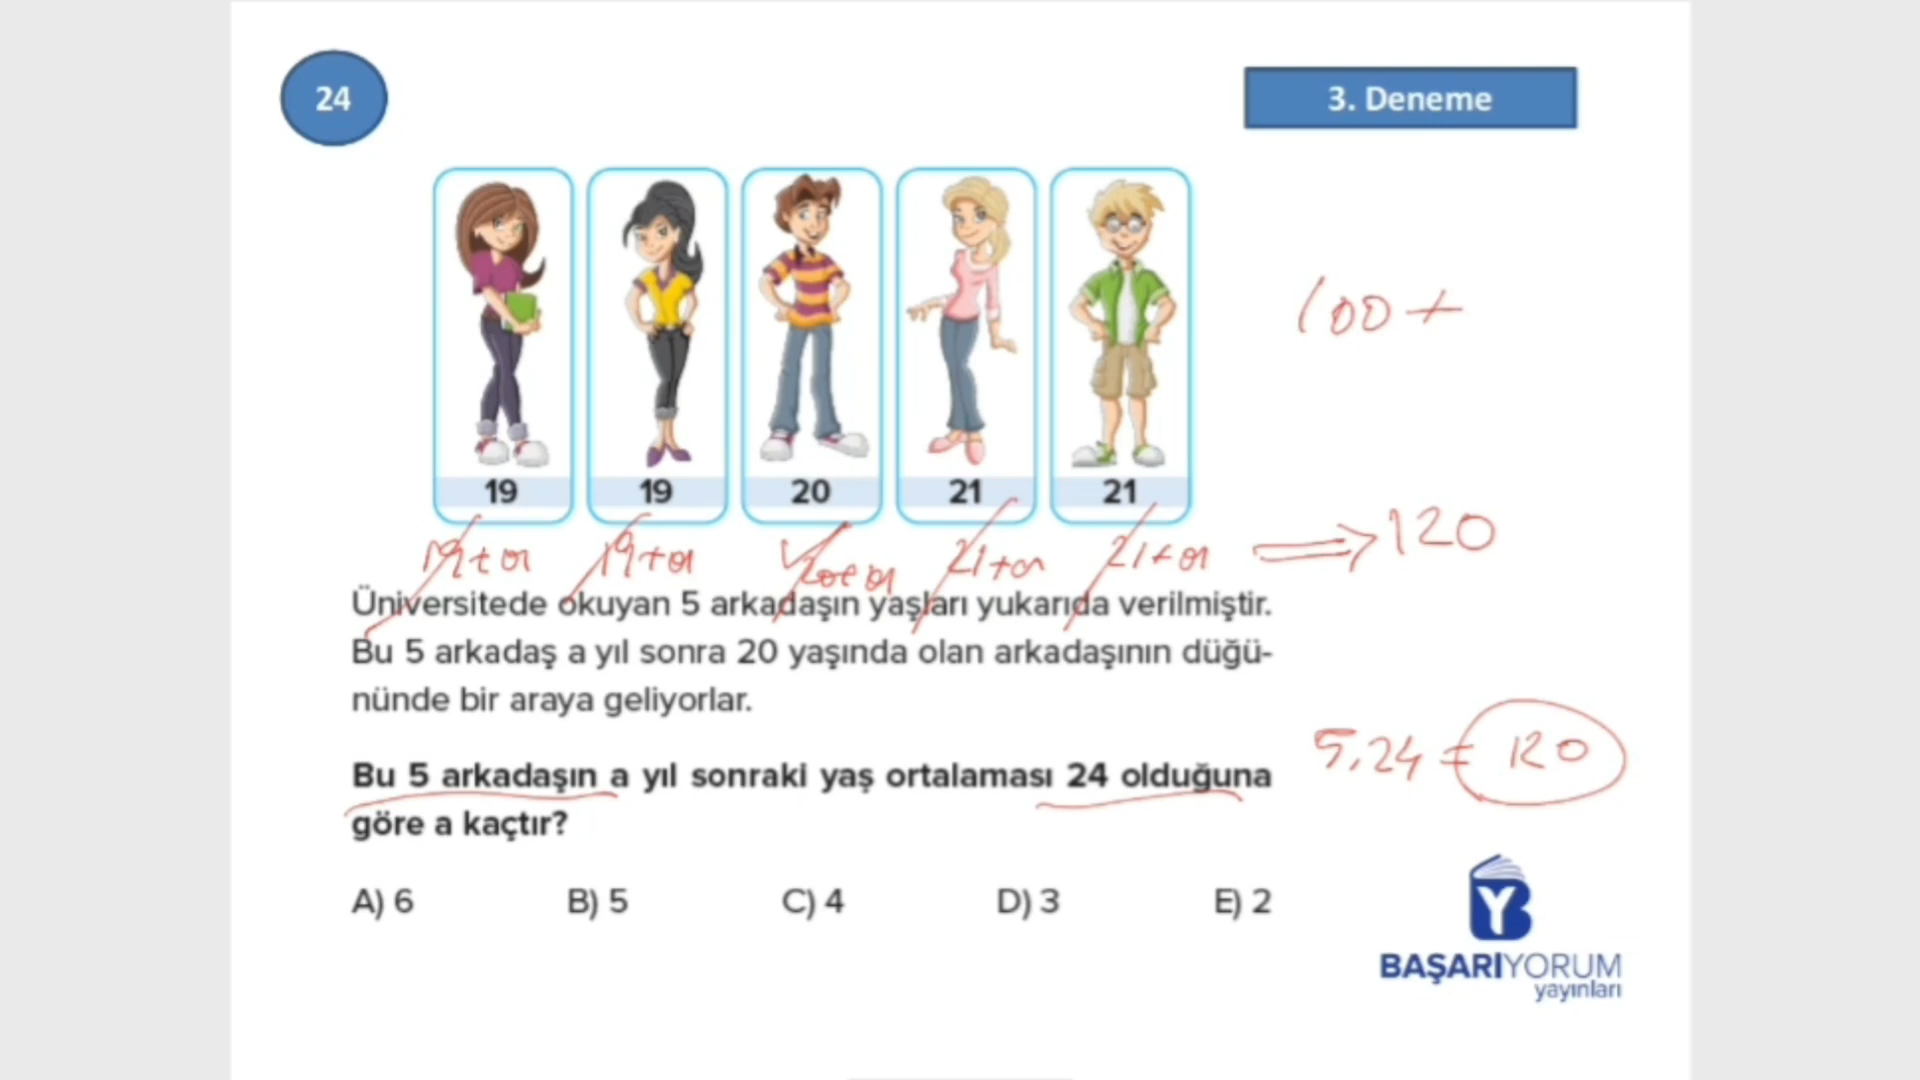 24
3. Deneme
100+
19 19 20 21 21
19+a 19+a 20+a 21+a 21+a ⇒ 120
Üniversitede okuyan 5 arkadaşın yaşları yukarıda verilmiştir.
Bu 5 arkadaş a yıl sonra 20 yaşında olan arkadaşının düğü-
nünde bir araya geliyorlar.
Bu 5 arkadaşın a yıl sonraki yaş ortalaması 24 olduğuna
göre a kaçtır?
5.24 = 120
A) 6 B) 5 C) 4 D) 3 E) 2
BAŞARIYORUM
yayınları